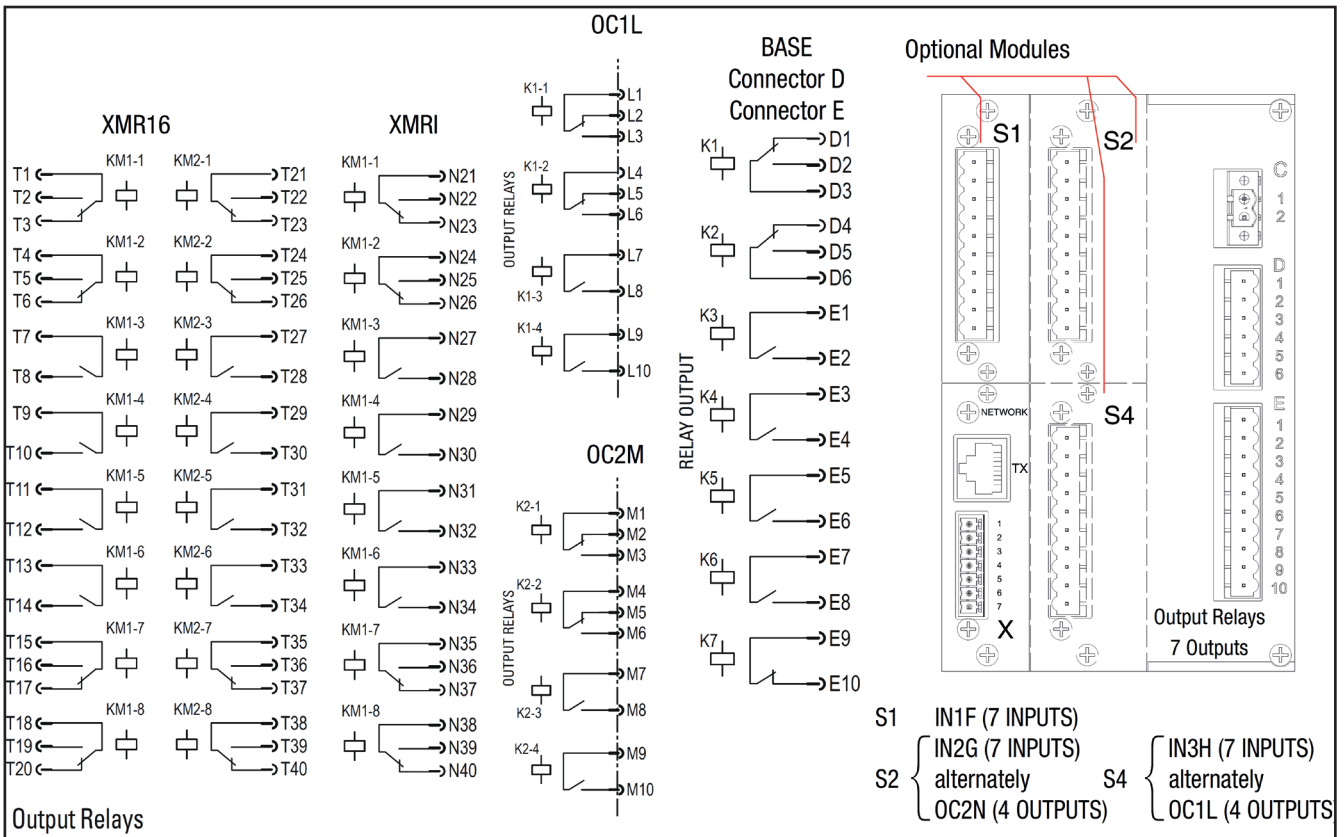 OC1L
BASE
Connector D
Connector E
Optional Modules
XMR16
XMRI
KM1-1 KM2-1
T1 T21
T2 T22
T3 T23
KM1-2 KM2-2
T4 T24
T5 T25
T6 T26
KM1-3 KM2-3
T7 T27
T8 T28
KM1-4 KM2-4
T9 T29
T10 T30
KM1-5 KM2-5
T11 T31
T12 T32
KM1-6 KM2-6
T13 T33
T14 T34
KM1-7 KM2-7
T15 T35
T16 T36
T17 T37
KM1-8 KM2-8
T18 T38
T19 T39
T20 T40
Output Relays
KM1-1
N21
N22
N23
KM1-2
N24
N25
N26
KM1-3
N27
N28
KM1-4
N29
N30
KM1-5
N31
N32
KM1-6
N33
N34
KM1-7
N35
N36
N37
KM1-8
N38
N39
N40
OUTPUT RELAYS
K1-1
L1
L2
L3
K1-2
L4
L5
L6
L7
L8
K1-3
K1-4
L9
L10
OC2M
OUTPUT RELAYS
K2-1
M1
M2
M3
K2-2
M4
M5
M6
M7
M8
K2-3
K2-4
M9
M10
RELAY OUTPUT
K1
D1
D2
D3
K2
D4
D5
D6
K3
E1
E2
K4
E3
E4
K5
E5
E6
K6
E7
E8
K7
E9
E10
S1
S2
S4
NETWORK
TX
1
2
3
4
5
6
7
X
C
1
2
D
1
2
3
4
5
6
E
1
2
3
4
5
6
7
8
9
10
Output Relays
7 Outputs
S1 IN1F (7 INPUTS)
S2
IN2G (7 INPUTS)
alternately
OC2N (4 OUTPUTS)
S4
IN3H (7 INPUTS)
alternately
OC1L (4 OUTPUTS